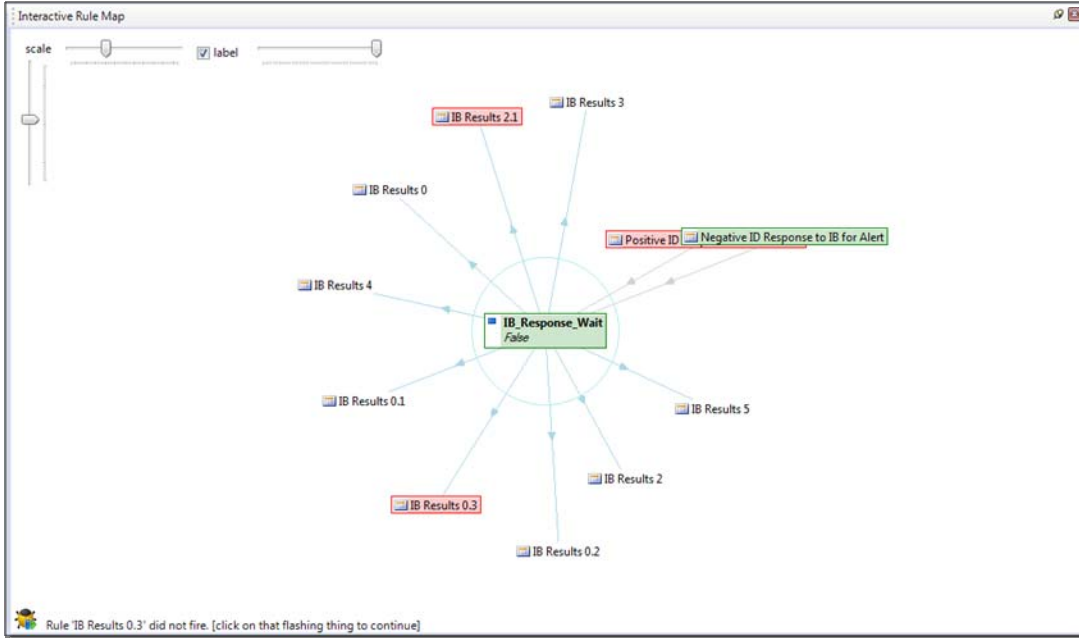 Interactive Rule Map
scale
label
IB Results 3
IB Results 2.1
IB Results 0
Positive ID
Negative ID Response to IB for Alert
IB Results 4
IB_Response_Wait
False
IB Results 0.1
IB Results 5
IB Results 2
IB Results 0.3
IB Results 0.2
Rule 'IB Results 0.3' did not fire. [click on that flashing thing to continue]